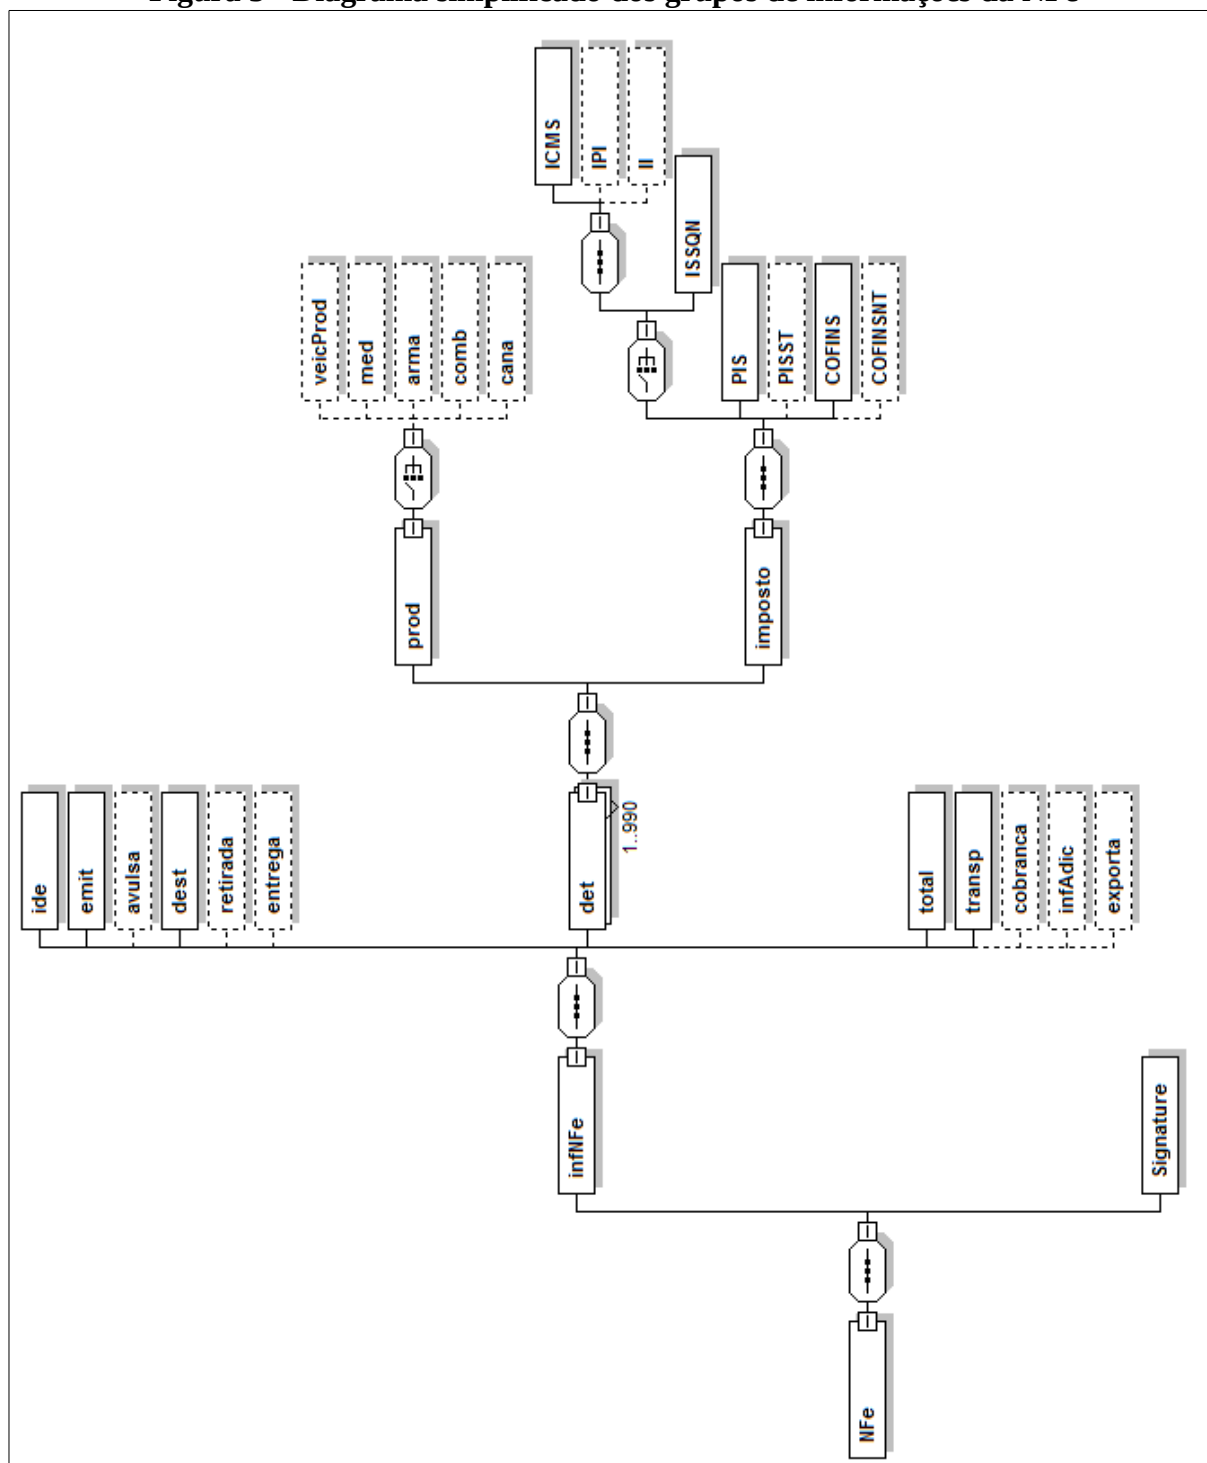 Figura - Diagrama simplificado dos grupos de informações da
ICMS
IPI
II
ISSQN
veicProd
med
arma
comb
cana
PIS
PISST
COFINS
COFINSNT
prod
imposto
ide
emit
avulsa
dest
retirada
entrega
det
1..990
total
transp
cobranca
infAdic
exporta
infNFe
Signature
NFe